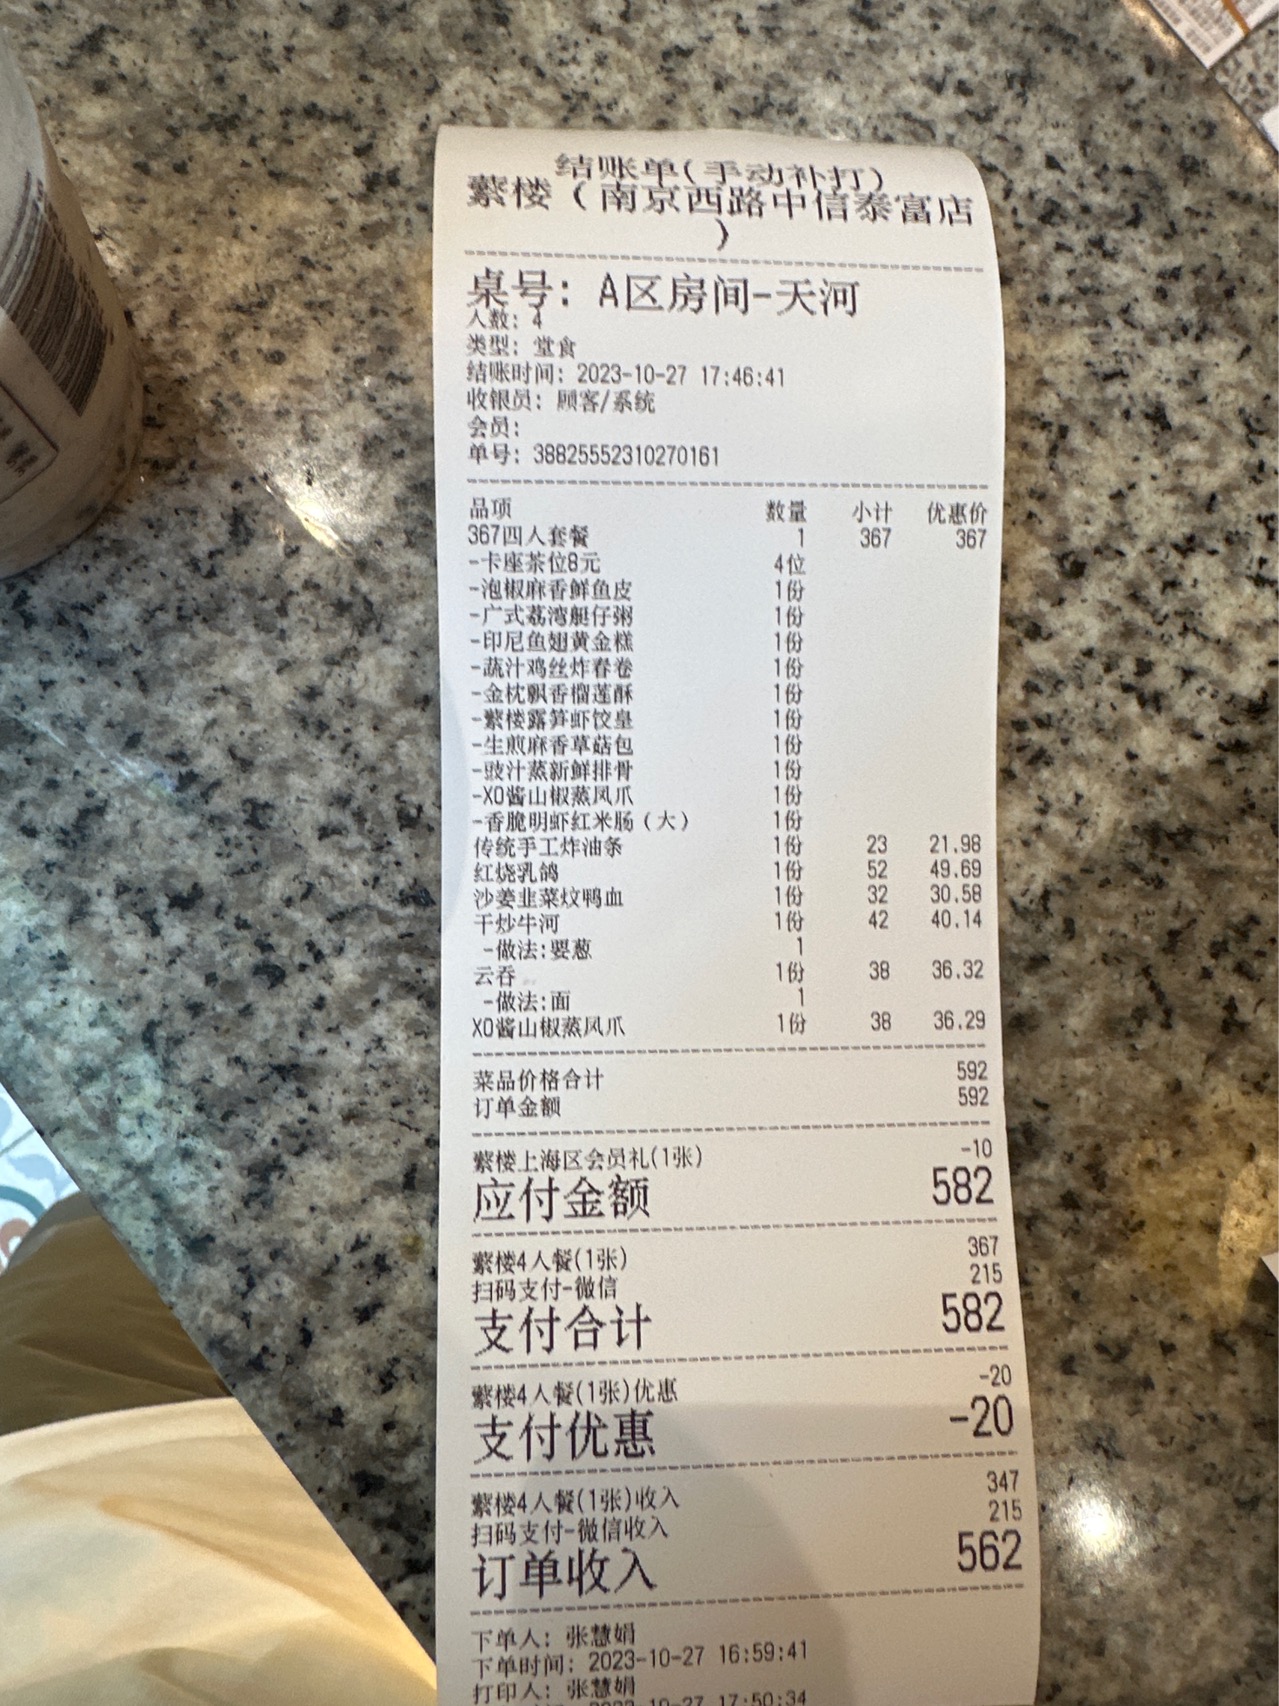 结账单(手动补打)
蘩楼（南京西路中信泰富店
）
桌号: A区房间-天河
人数: 4
类型: 堂食
结账时间: 2023-10-27 17:46:41
收银员: 顾客/系统
会员:
单号: 38825552310270161
品项 数量 小计 优惠价
367四人套餐 1 367 367
-卡座茶位8元 4位
-泡椒麻香鲜鱼皮 1份
-广式荔湾艇仔粥 1份
-印尼鱼翅黄金糕 1份
-蔬汁鸡丝炸春卷 1份
-金枕飘香榴莲酥 1份
-蘩楼露笋虾饺皇 1份
-生煎麻香草菇包 1份
-豉汁蒸新鲜排骨 1份
-XO酱山椒蒸凤爪 1份
-香脆明虾红米肠（大） 1份
传统手工炸油条 1份 23 21.98
红烧乳鸽 1份 52 49.69
沙姜韭菜炆鸭血 1份 32 30.58
干炒牛河 1份 42 40.14
-做法:要葱 1
云吞 1份 38 36.32
-做法:面 1
XO酱山椒蒸凤爪 1份 38 36.29
菜品价格合计 592
订单金额 592
蘩楼上海区会员礼(1张) -10
应付金额 582
蘩楼4人餐(1张) 367
扫码支付-微信 215
支付合计 582
蘩楼4人餐(1张)优惠 -20
支付优惠 -20
蘩楼4人餐(1张)收入 347
扫码支付-微信收入 215
订单收入 562
下单人: 张慧娟
下单时间: 2023-10-27 16:59:41
打印人: 张慧娟
2023-10-27 17:50:34